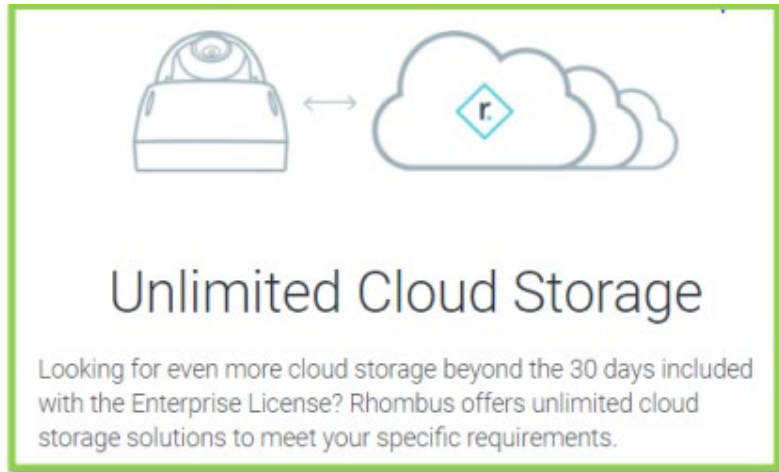 r.
Unlimited Cloud Storage
Looking for even more cloud storage beyond the 30 days included
with the Enterprise License? Rhombus offers unlimited cloud
storage solutions to meet your specific requirements.